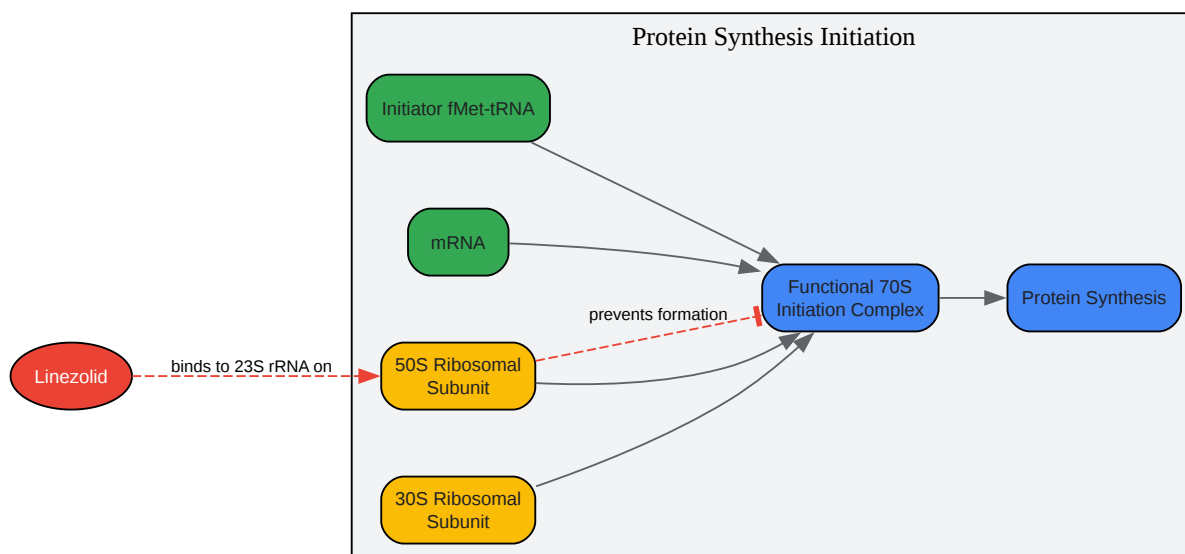 Protein Synthesis Initiation
Initiator fMet-tRNA
mRNA
Functional 70S
Initiation Complex
Protein Synthesis
prevents formation
Linezolid
binds to 23S rRNA on
50S Ribosomal
Subunit
30S Ribosomal
Subunit